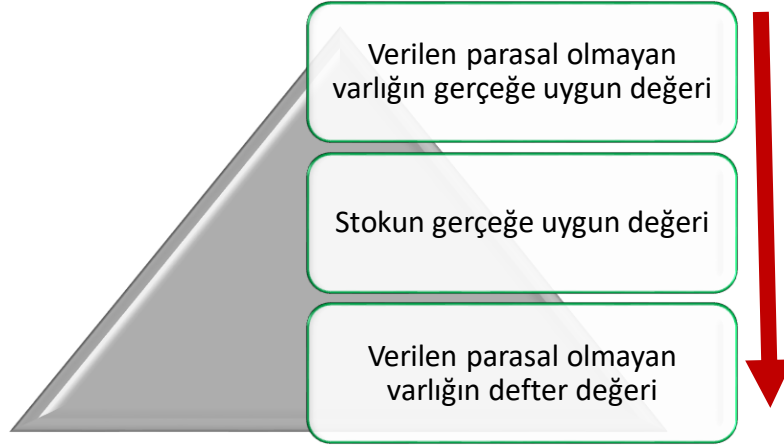 Verilen parasal olmayan
varlığın gerçeğe uygun değeri
Stokun gerçeğe uygun değeri
Verilen parasal olmayan
varlığın defter değeri